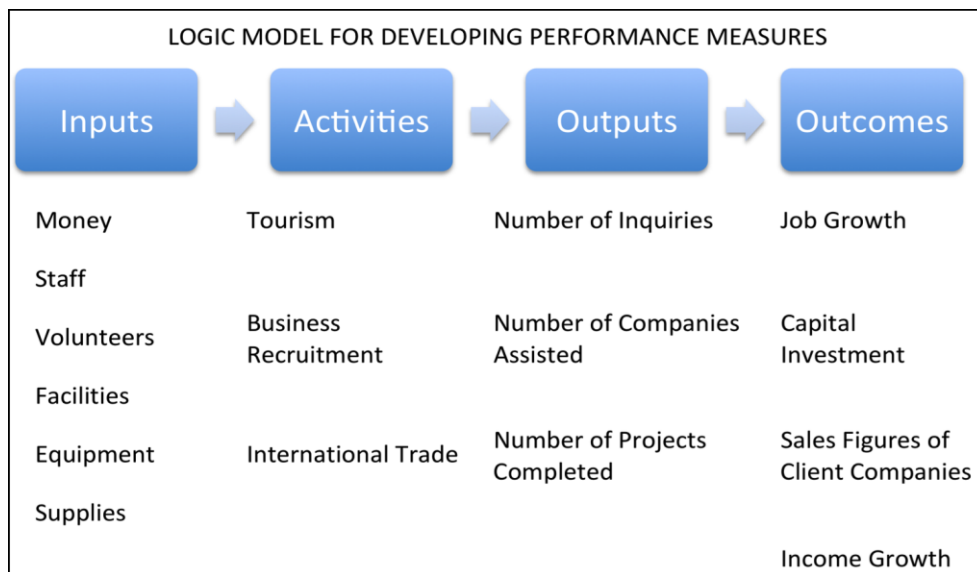 LOGIC MODEL FOR DEVELOPING PERFORMANCE MEASURES
Inputs
Activities
Outputs
Outcomes
Money
Staff
Volunteers
Facilities
Equipment
Supplies
Tourism
Business
Recruitment
International Trade
Number of Inquiries
Number of Companies
Assisted
Number of Projects
Completed
Job Growth
Capital
Investment
Sales Figures of
Client Companies
Income Growth